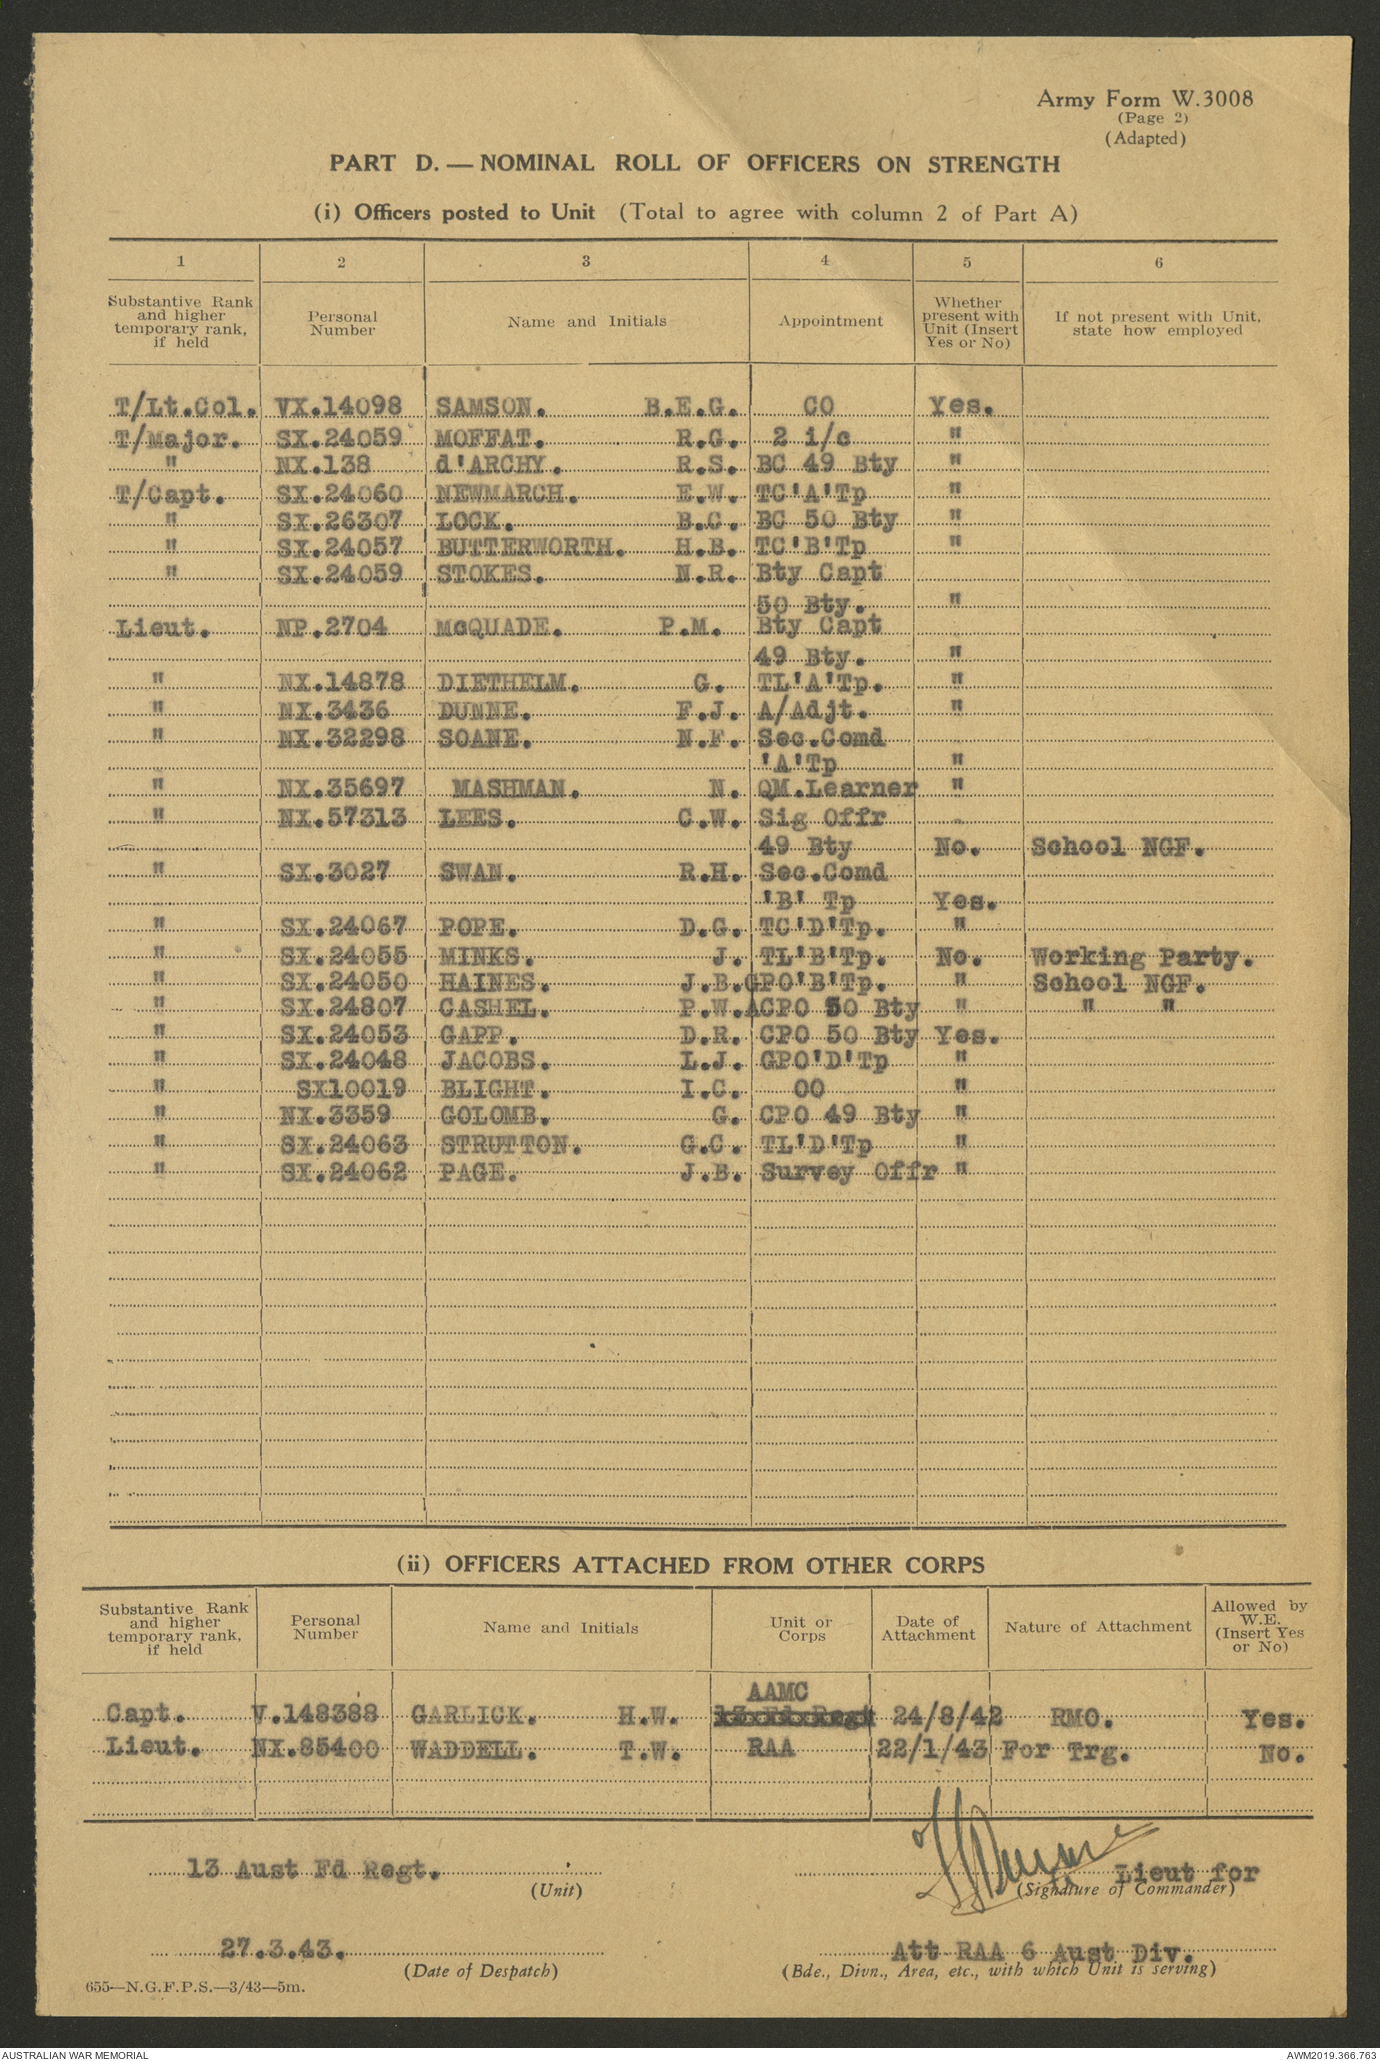 Army Form W.3008
(Page 2)
(Adapted)
PART D. — NOMINAL ROLL OF OFFICERS ON STRENGTH
(i) Officers posted to Unit (Total to agree with column 2 of Part A)
1 2 3 4 5 6
Substantive Rank and higher temporary rank, if held Personal Number Name and Initials Appointment Whether present with Unit (Insert Yes or No) If not present with Unit, state how employed
T/Lt.Col. VX.14098 SAMSON. B.E.G. CO Yes.
T/Major. SX.24059 MOFFAT. R.G. 2 i/c "
" NX.138 d'ARCHY. R.S. BC 49 Bty "
T/Capt. SX.24060 NEWMARCH. E.W. TC'A'Tp "
" SX.26307 LOCK. B.C. BC 50 Bty "
" SX.24057 BUTTERWORTH. H.B. TC'B'Tp "
" SX.24059 STOKES. N.R. Bty Capt
50 Bty. "
Lieut. NP.2704 McQUADE. P.M. Bty Capt
49 Bty. "
" NX.14878 DIETHELM. G. TL'A'Tp. "
" NX.3436 DUNNE. F.J. A/Adjt. "
" NX.32298 SOANE. N.F. Sec.Comd
'A'Tp "
" NX.35697 MASHMAN. N. QM.Learner "
" NX.57313 LEES. C.W. Sig Offr
49 Bty No. School NGF.
" SX.3027 SWAN. R.H. Sec.Comd
'B' Tp Yes.
" SX.24067 POPE. D.G. TC'D'Tp. "
" SX.24055 MINKS. J. TL'B'Tp. No. Working Party.
" SX.24050 HAINES. J.B. GPO'B'Tp. " School NGF.
" SX.24807 CASHEL. P.W. ACPO 50 Bty " " "
" SX.24053 GAPP. D.R. CPO 50 Bty Yes.
" SX.24048 JACOBS. L.J. GPO'D'Tp "
" SX10019 BLIGHT. I.C. OO "
" NX.3359 GOLOMB. G. CPO 49 Bty "
" SX.24063 STRUTTON. G.C. TL'D'Tp "
" SX.24062 PAGE. J.B. Survey Offr "
(ii) OFFICERS ATTACHED FROM OTHER CORPS
Substantive Rank and higher temporary rank, if held Personal Number Name and Initials Unit or Corps Date of Attachment Nature of Attachment Allowed by W.E. (Insert Yes or No)
AAMC
Capt. V.148388 GARLICK. H.W. 13 Fd Regt 24/8/42 RMO. Yes.
Lieut. NX.85400 WADDELL. T.W. RAA 22/1/43 For Trg. No.
13 Aust Fd Regt. FJDunne Lieut for
(Unit) (Signature of Commander)
27.3.43. Att RAA 6 Aust Div.
(Date of Despatch) (Bde., Divn., Area, etc., with which Unit is serving)
655—N.G.F.P.S.—3/43—5m.
AUSTRALIAN WAR MEMORIAL AWM2019.366.763